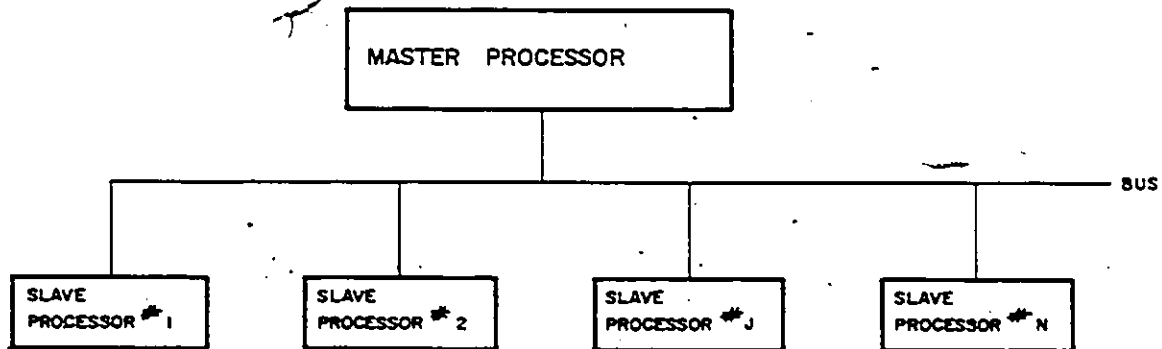 MASTER PROCESSOR
BUS
SLAVE
PROCESSOR # 1
SLAVE
PROCESSOR # 2
SLAVE
PROCESSOR # J
SLAVE
PROCESSOR # N